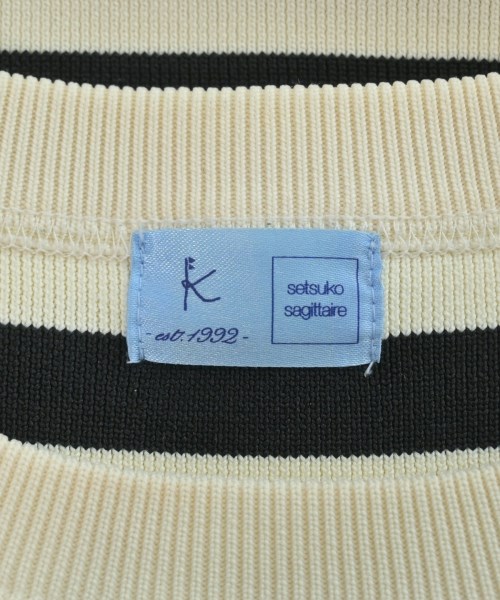 K
- est. 1992 -
setsuko
sagittaire